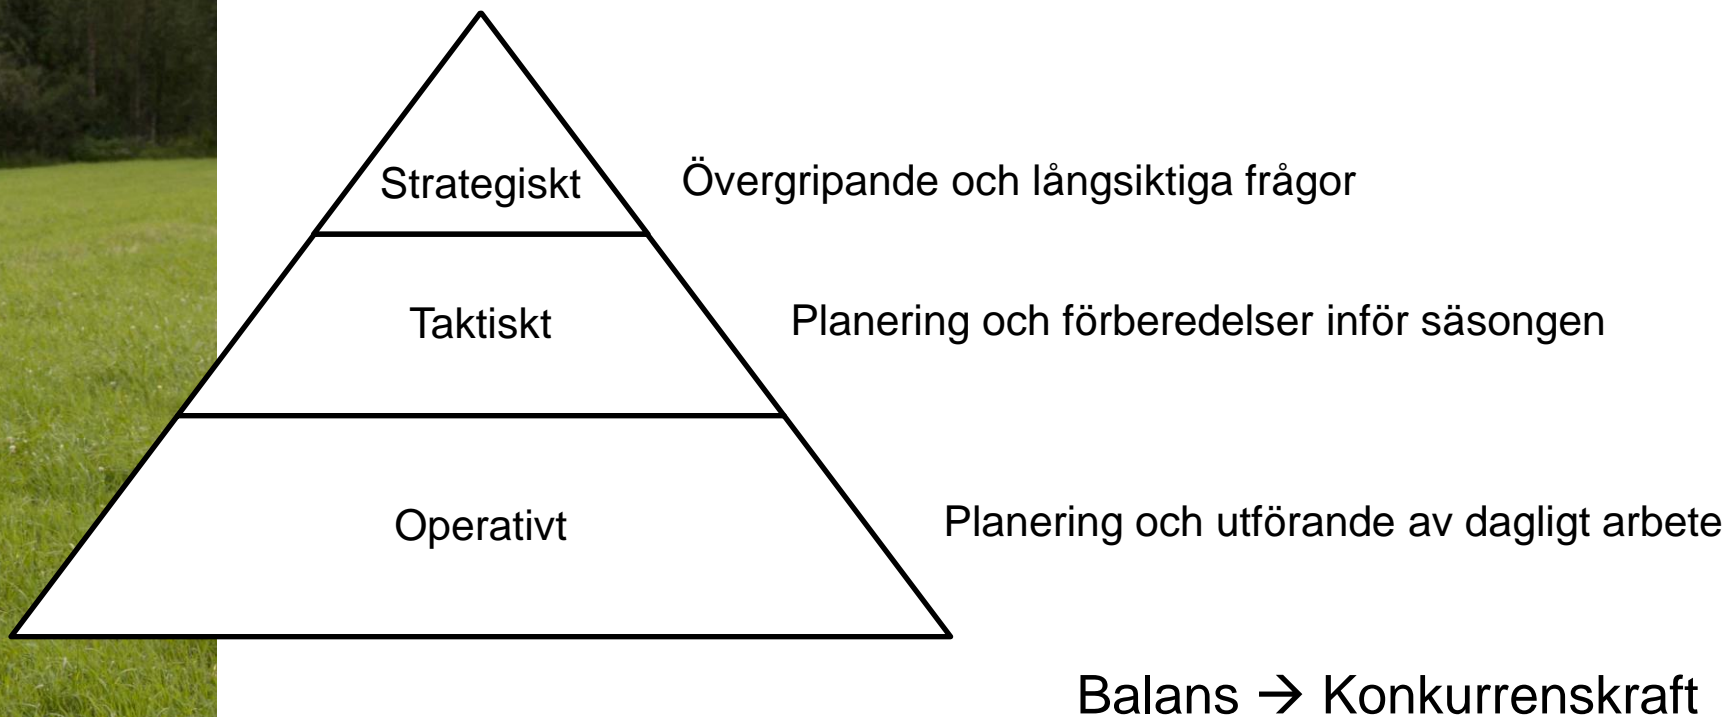 Strategiskt
Övergripande och långsiktiga frågor
Taktiskt
Planering och förberedelser inför säsongen
Operativt
Planering och utförande av dagligt arbete
Balans → Konkurrenskraft